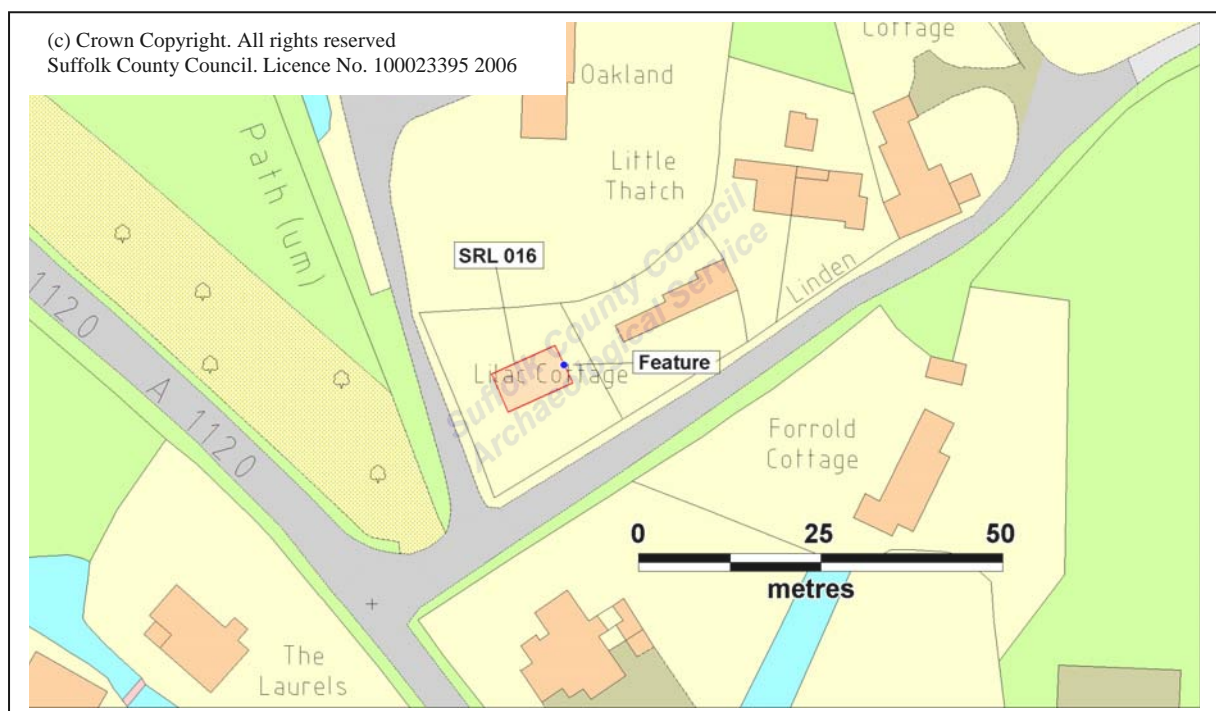 (c) Crown Copyright. All rights reserved
Suffolk County Council. Licence No. 100023395 2006
Cottage
Oakland
Path (um)
Little
Thatch
SRL 016
Suffolk County Council
Archaeological Service
Linden
A 1120
1120
Lilac Cottage
Feature
Forrold
Cottage
0 25 50
metres
The
Laurels